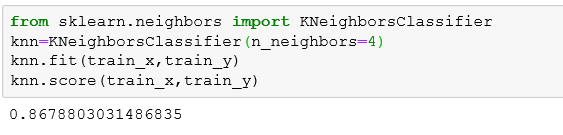 from sklearn.neighbors import KNeighborsClassifier
knn=KNeighborsClassifier(n_neighbors=4)
knn.fit(train_x,train_y)
knn.score(train_x,train_y)
0.8678803031486835